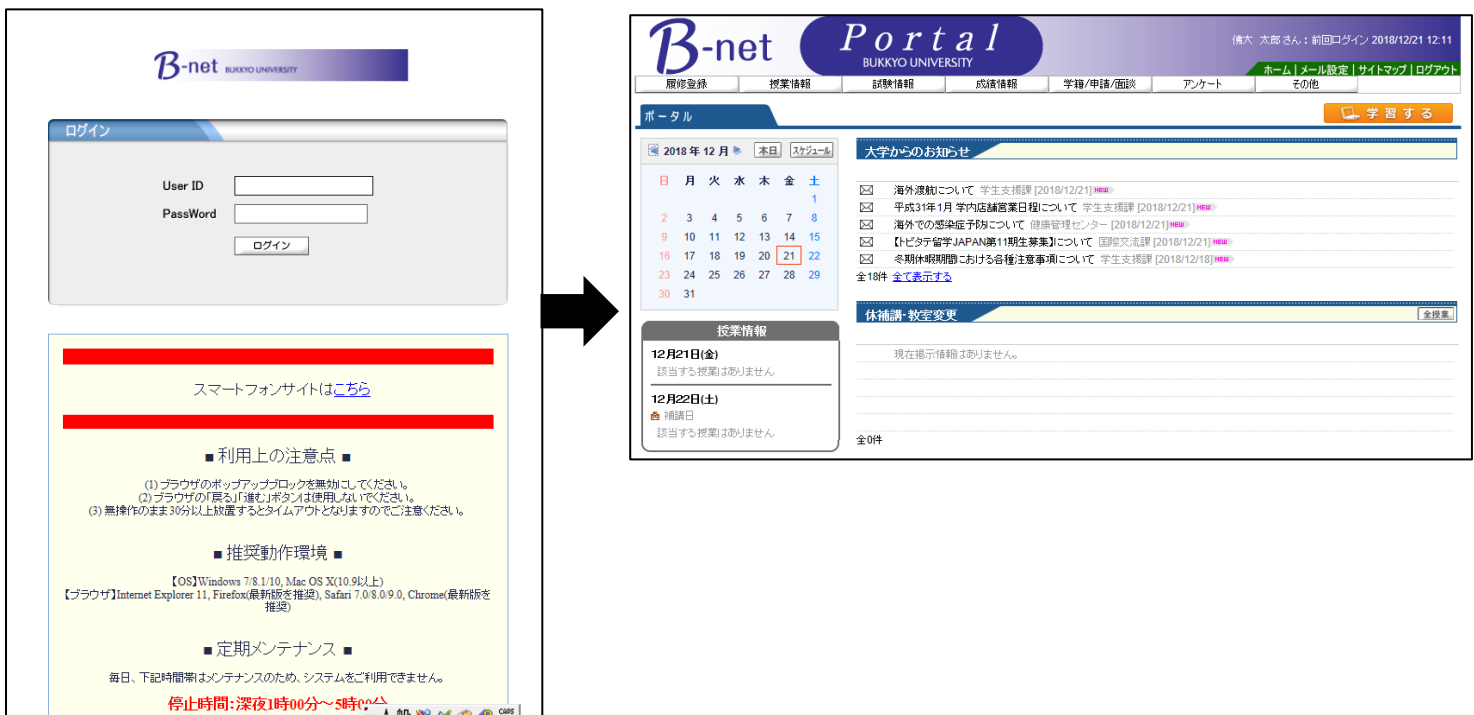 B-net BUKKYO UNIVERSITY
ログイン
User ID
PassWord
ログイン
スマートフォンサイトはこちら
■ 利用上の注意点 ■
(1) ブラウザのポップアップブロックを無効にしてください。
(2) ブラウザの「戻る」「進む」ボタンは使用しないでください。
(3) 無操作のまま30分以上放置するとタイムアウトとなりますのでご注意ください。
■ 推奨動作環境 ■
【OS】Windows 7/8.1/10, Mac OS X(10.9以上)
【ブラウザ】Internet Explorer 11, Firefox(最新版を推奨), Safari 7.0/8.0/9.0, Chrome(最新版を
推奨)
■ 定期メンテナンス ■
毎日、下記時間帯はメンテナンスのため、システムをご利用できません。
停止時間:深夜1時00分～5時00分
CAPS
B-net Portal
BUKKYO UNIVERSITY
佛大 太郎さん：前回ログイン 2018/12/21 12:11
ホーム | メール設定 | サイトマップ | ログアウト
履修登録 授業情報 試験情報 成績情報 学籍/申請/面談 アンケート その他
ポータル
学習する
2018 年 12 月 本日 スケジュール
日 月 火 水 木 金 土
1
2 3 4 5 6 7 8
9 10 11 12 13 14 15
16 17 18 19 20 21 22
23 24 25 26 27 28 29
30 31
授業情報
12月21日(金)
該当する授業はありません
12月22日(土)
補講日
該当する授業はありません
大学からのお知らせ
海外渡航について 学生支援課 [2018/12/21] NEW
平成31年1月 学内店舗営業日程について 学生支援課 [2018/12/21] NEW
海外での感染症予防について 健康管理センター [2018/12/21] NEW
【トビタテ留学JAPAN第11期生募集】について 国際交流課 [2018/12/21] NEW
冬期休暇期間における各種注意事項について 学生支援課 [2018/12/18] NEW
全18件 全て表示する
休補講・教室変更
全授業
現在掲示情報はありません。
全0件